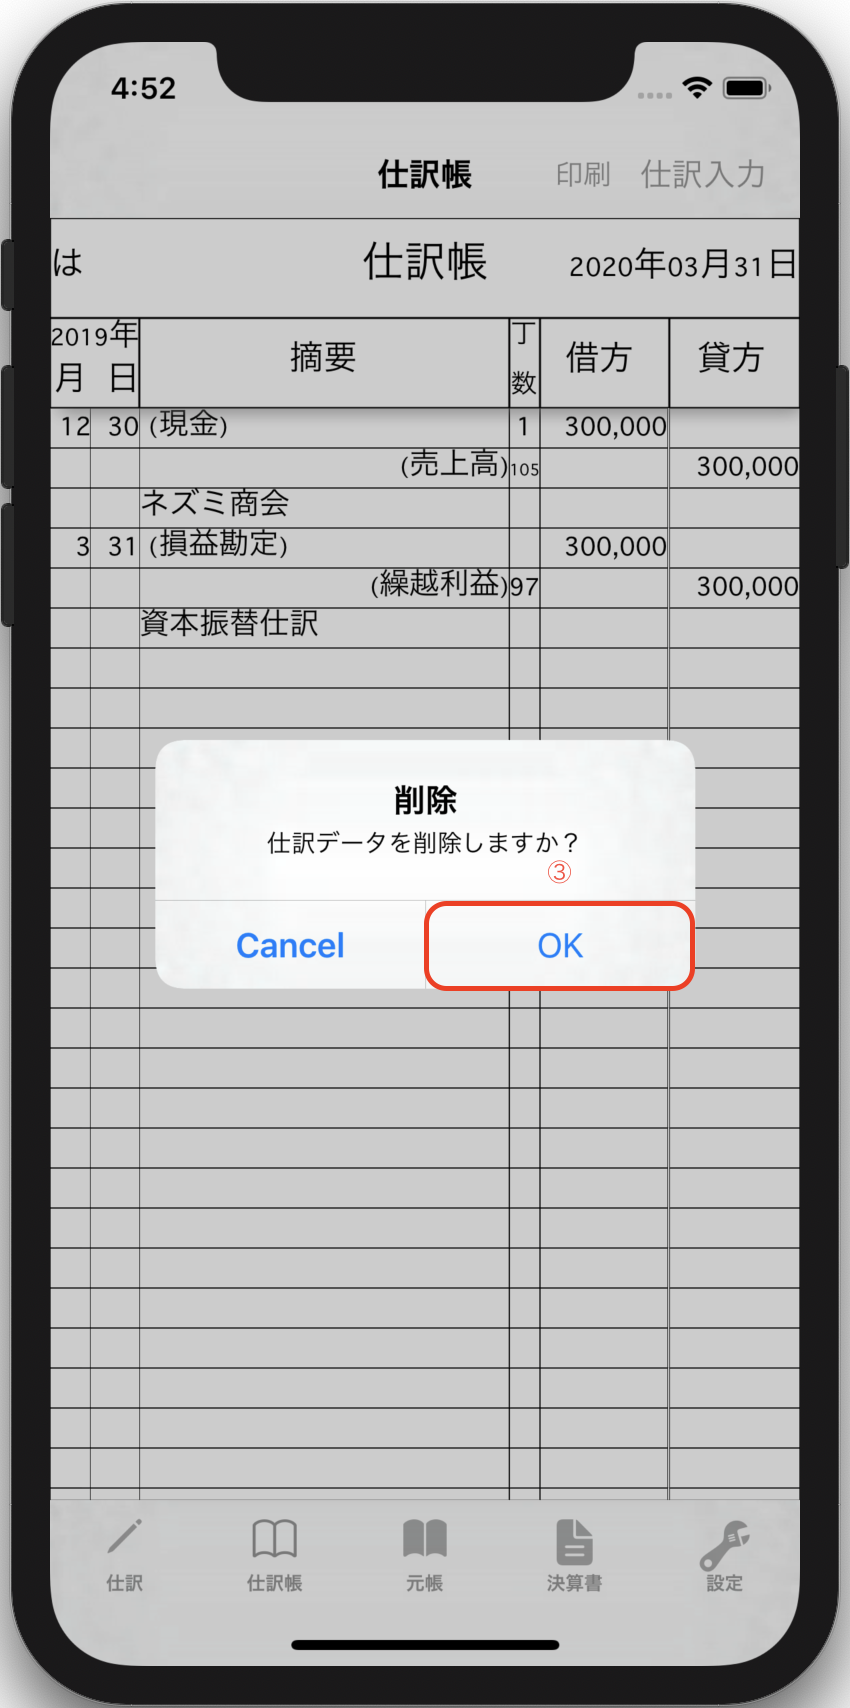 4:52
仕訳帳 印刷 仕訳入力
は 仕訳帳 2020年03月31日
2019年
月 日 摘要 丁数 借方 貸方
12 30 (現金) 1 300,000
(売上高) 105 300,000
ネズミ商会
3 31 (損益勘定) 300,000
(繰越利益) 97 300,000
資本振替仕訳
削除
仕訳データを削除しますか？
③
Cancel OK
仕訳 仕訳帳 元帳 決算書 設定